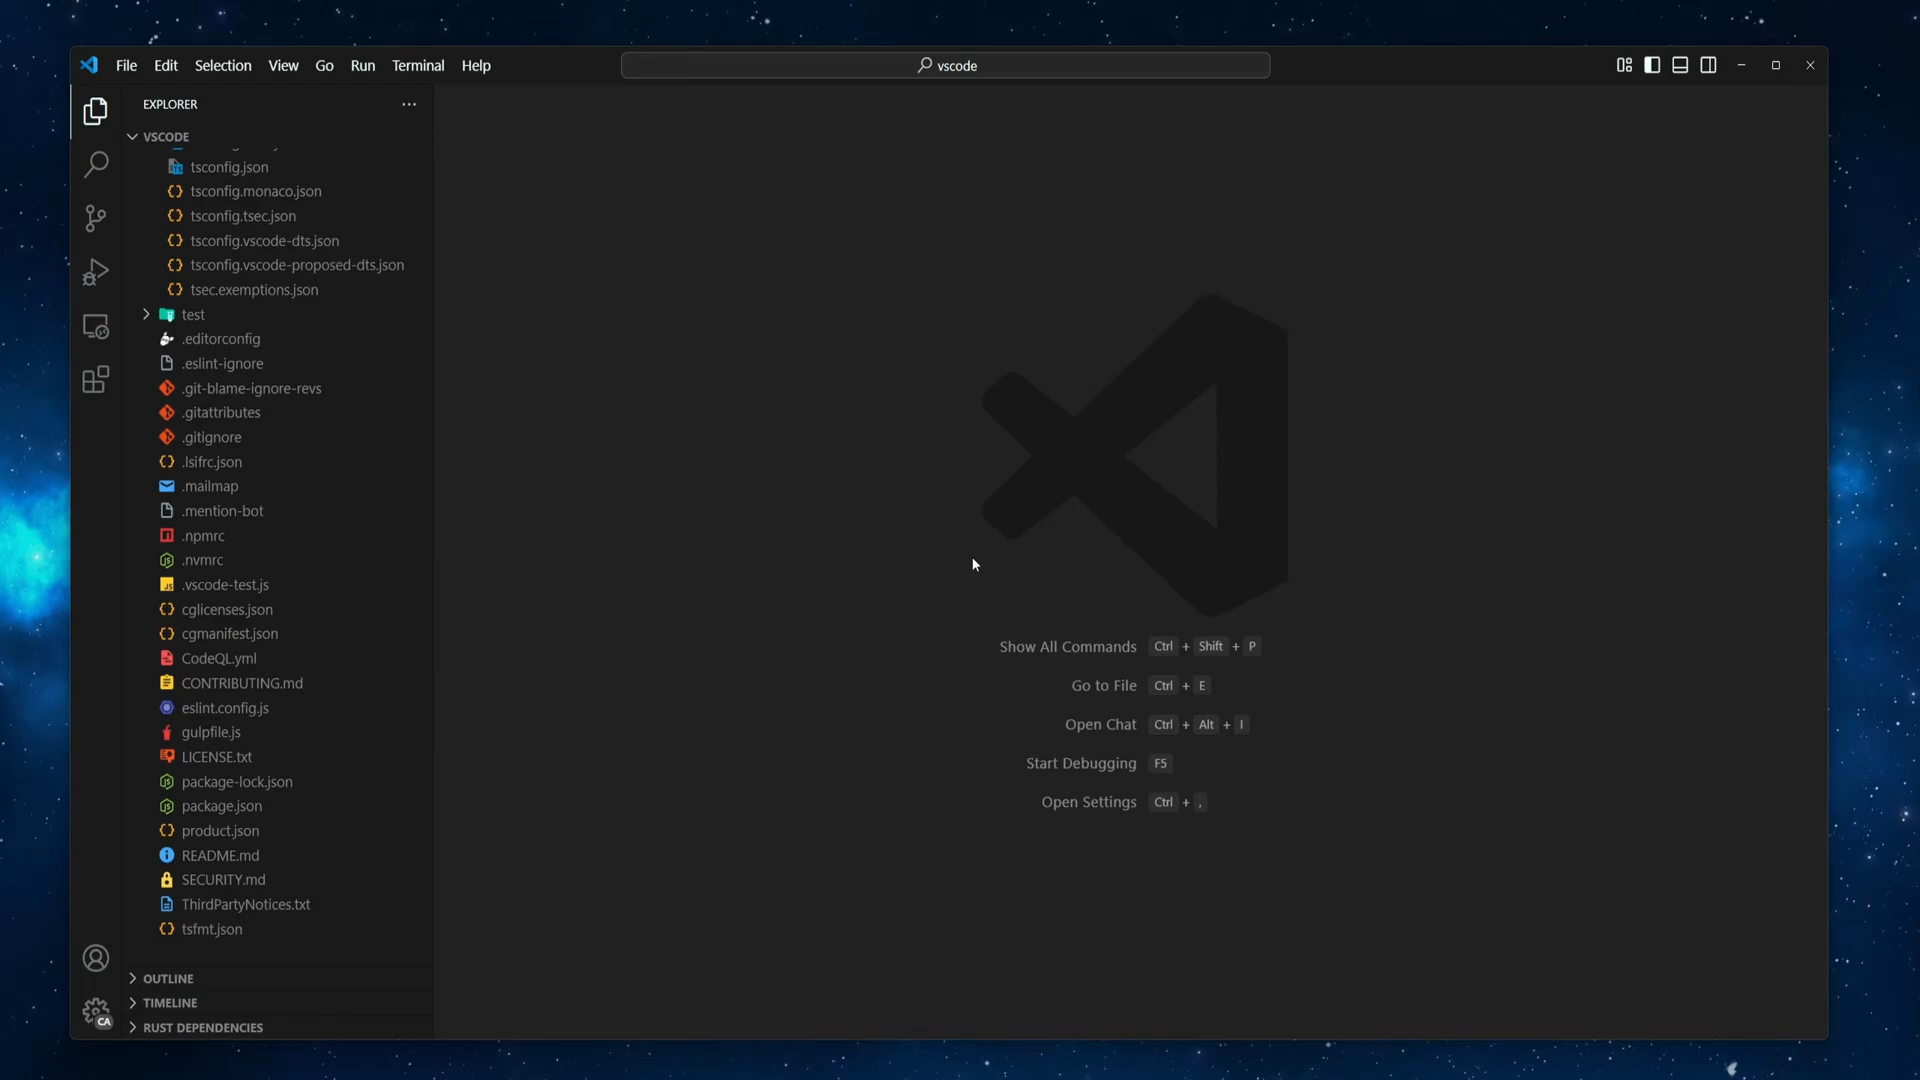 File Edit Selection View Go Run Terminal Help vscode
EXPLORER
VSCODE
tsconfig.json
tsconfig.monaco.json
tsconfig.tsec.json
tsconfig.vscode-dts.json
tsconfig.vscode-proposed-dts.json
tsec.exemptions.json
test
.editorconfig
.eslint-ignore
.git-blame-ignore-revs
.gitattributes
.gitignore
.lsifrc.json
.mailmap
.mention-bot
.npmrc
.nvmrc
.vscode-test.js
cglicenses.json
cgmanifest.json
CodeQL.yml
CONTRIBUTING.md
eslint.config.js
gulpfile.js
LICENSE.txt
package-lock.json
package.json
product.json
README.md
SECURITY.md
ThirdPartyNotices.txt
tsfmt.json
OUTLINE
TIMELINE
RUST DEPENDENCIES
CA
Show All Commands Ctrl + Shift + P
Go to File Ctrl + E
Open Chat Ctrl + Alt + I
Start Debugging F5
Open Settings Ctrl + ,